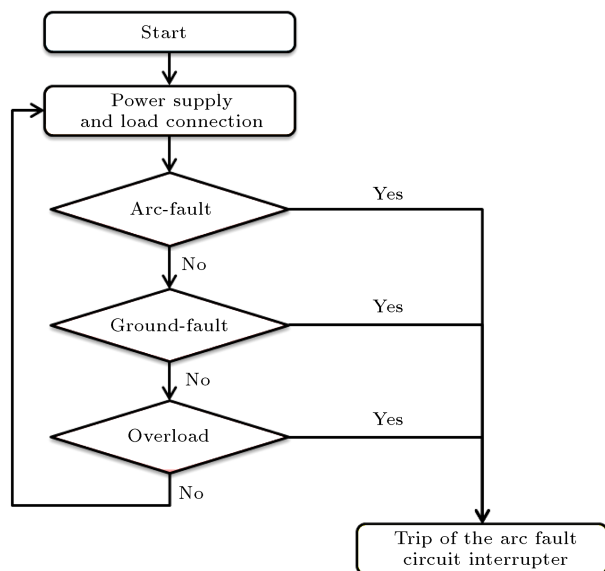 Start
Power supply
and load connection
Arc-fault
Yes
No
Ground-fault
Yes
No
Overload
Yes
No
Trip of the arc fault
circuit interrupter